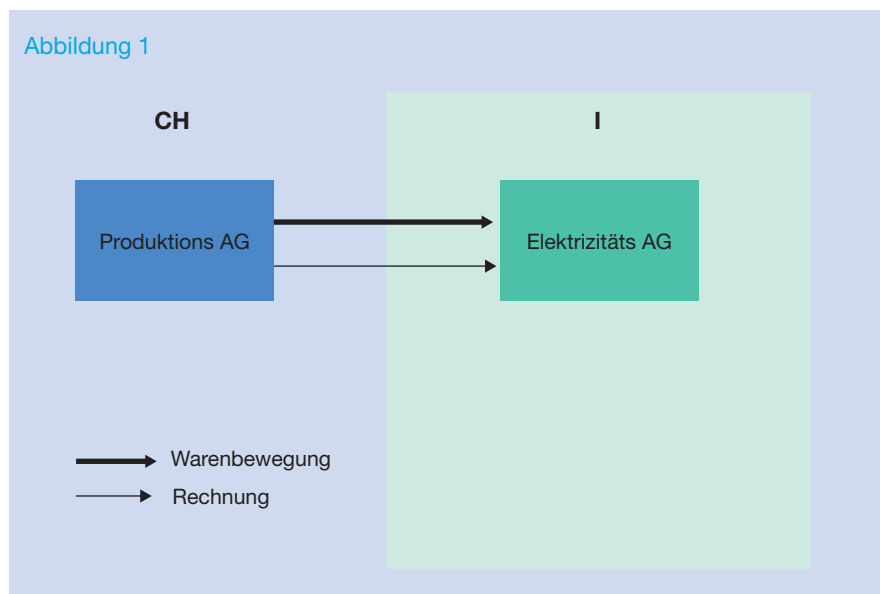 Abbildung 1
CH
I
Produktions AG
Elektrizitäts AG
Warenbewegung
Rechnung